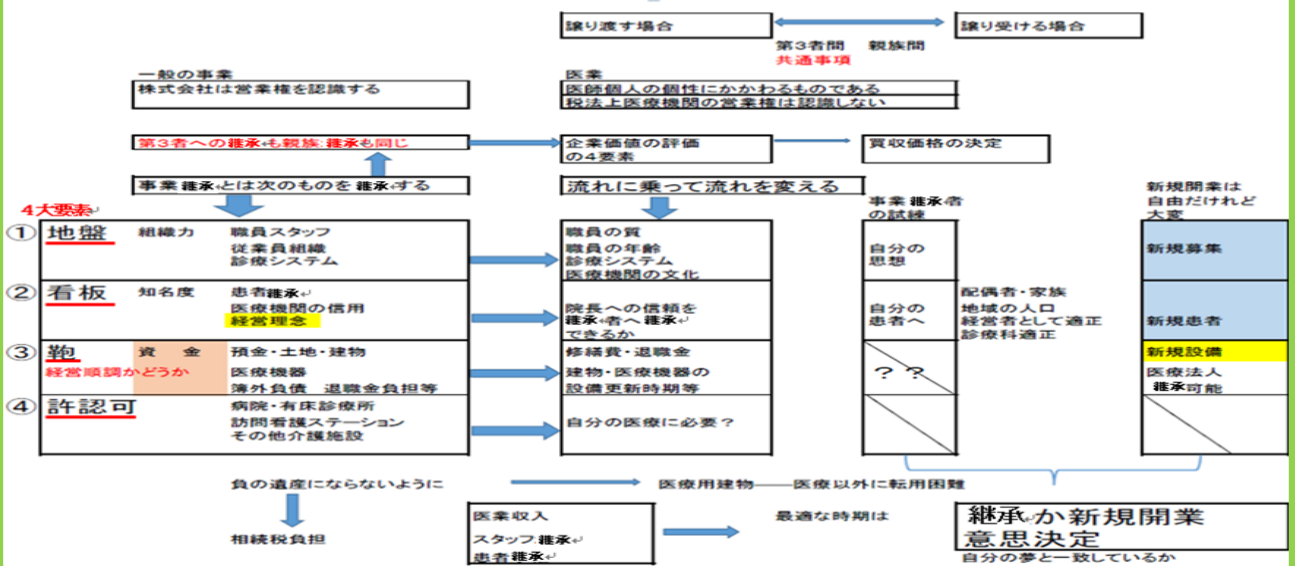 譲り渡す場合
譲り受ける場合
第3者間 親族間
共通事項
一般の事業
株式会社は営業権を認識する
医業
医師個人の個性にかかわるものである
税法上医療機関の営業権は認識しない
第3者への継承も親族継承も同じ
企業価値の評価
の4要素
買収価格の決定
事業継承とは次のものを継承する
流れに乗って流れを変える
事業継承者
の試練
新規開業は
自由だけれど
大変
4大要素
① 地盤 組織力 職員スタッフ
従業員組織
診療システム
職員の質
職員の年齢
診療システム
医療機関の文化
自分の
思想
新規募集
② 看板 知名度 患者継承
医療機関の信用
経営理念
院長への信頼を
継承者へ継承
できるか
自分の
患者へ
配偶者・家族
地域の人口
経営者として適正
診療科適正
新規患者
③ 鞄 資 金 預金・土地・建物
経営順調かどうか
医療機器
簿外負債 退職金負担等
修繕費・退職金
建物・医療機器の
設備更新時期等
? ?
新規設備
医療法人
継承可能
④ 許認可 病院・有床診療所
訪問看護ステーション
その他介護施設
自分の医療に必要?
負の遺産にならないように
医療用建物――医療以外に転用困難
相続税負担
医業収入
スタッフ継承
患者継承
最適な時期は
継承か新規開業
意思決定
自分の夢と一致しているか